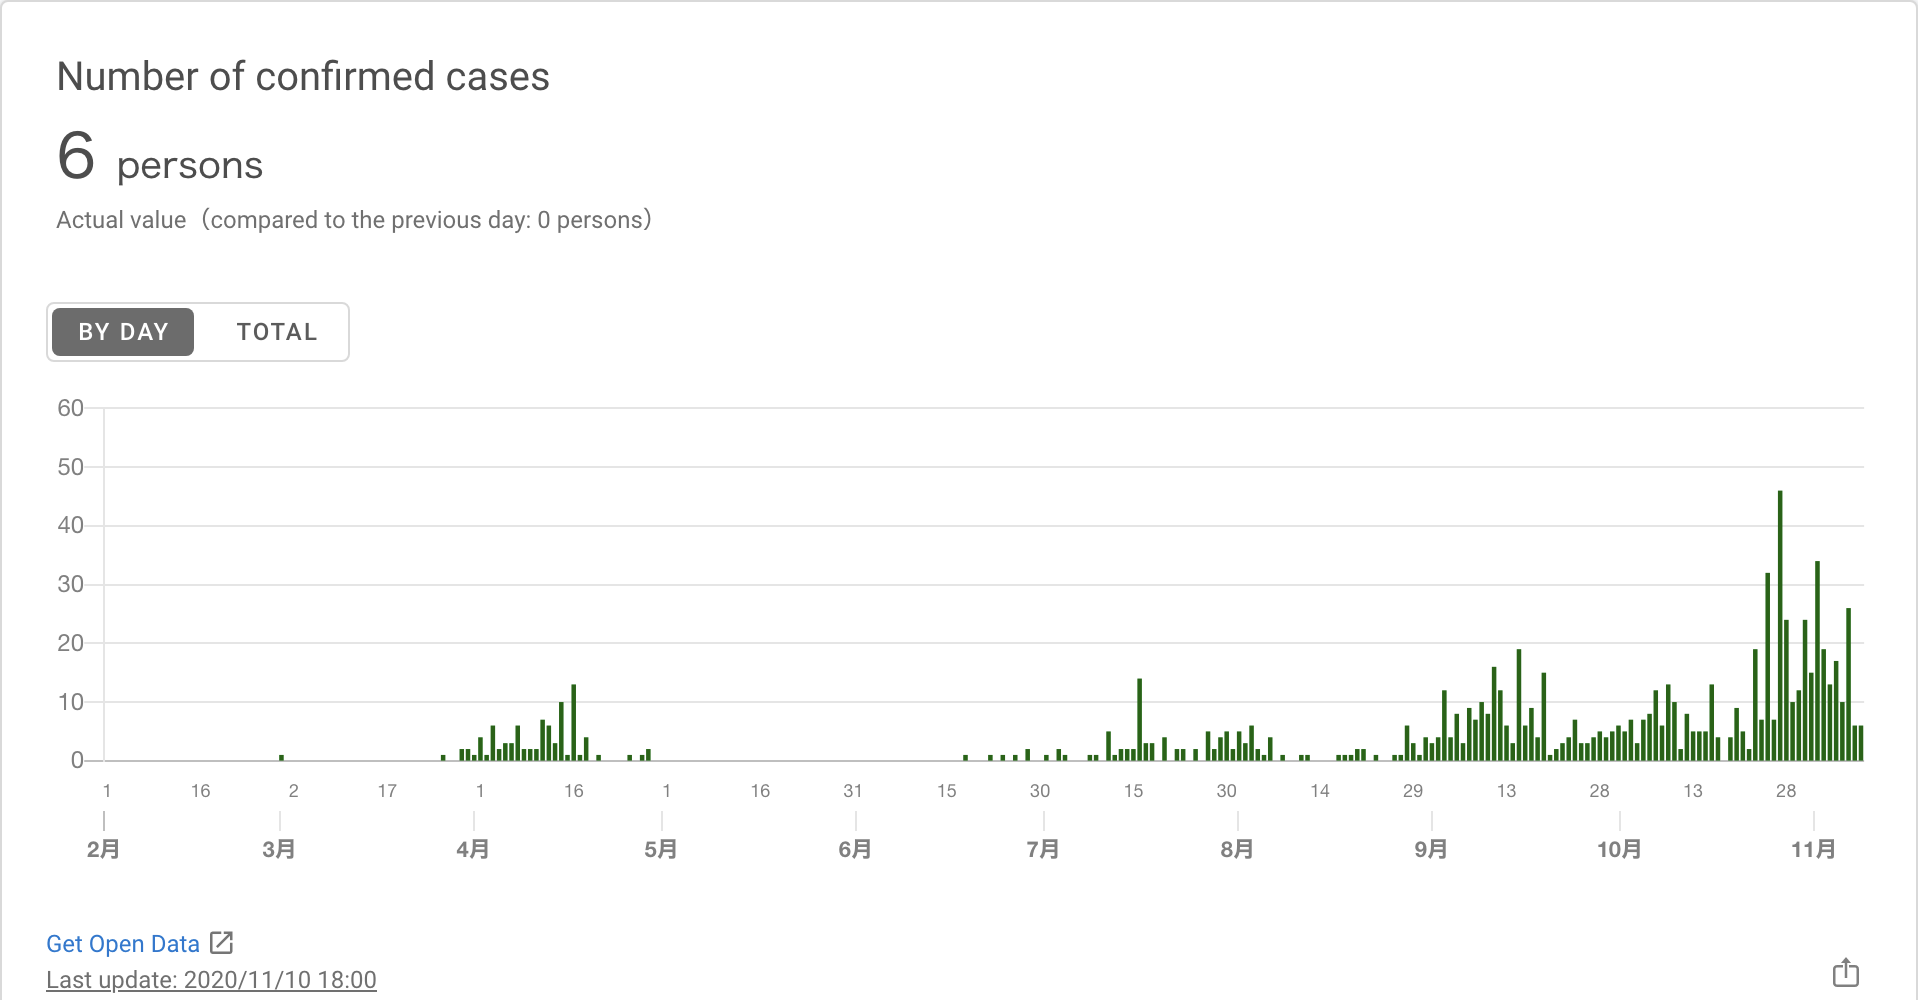 Number of confirmed cases
6 persons
Actual value（compared to the previous day: 0 persons）
BY DAY TOTAL
60
50
40
30
20
10
0
1 16 2 17 1 16 1 16 31 15 30 15 30 14 29 13 28 13 28
2月 3月 4月 5月 6月 7月 8月 9月 10月 11月
Get Open Data
Last update: 2020/11/10 18:00